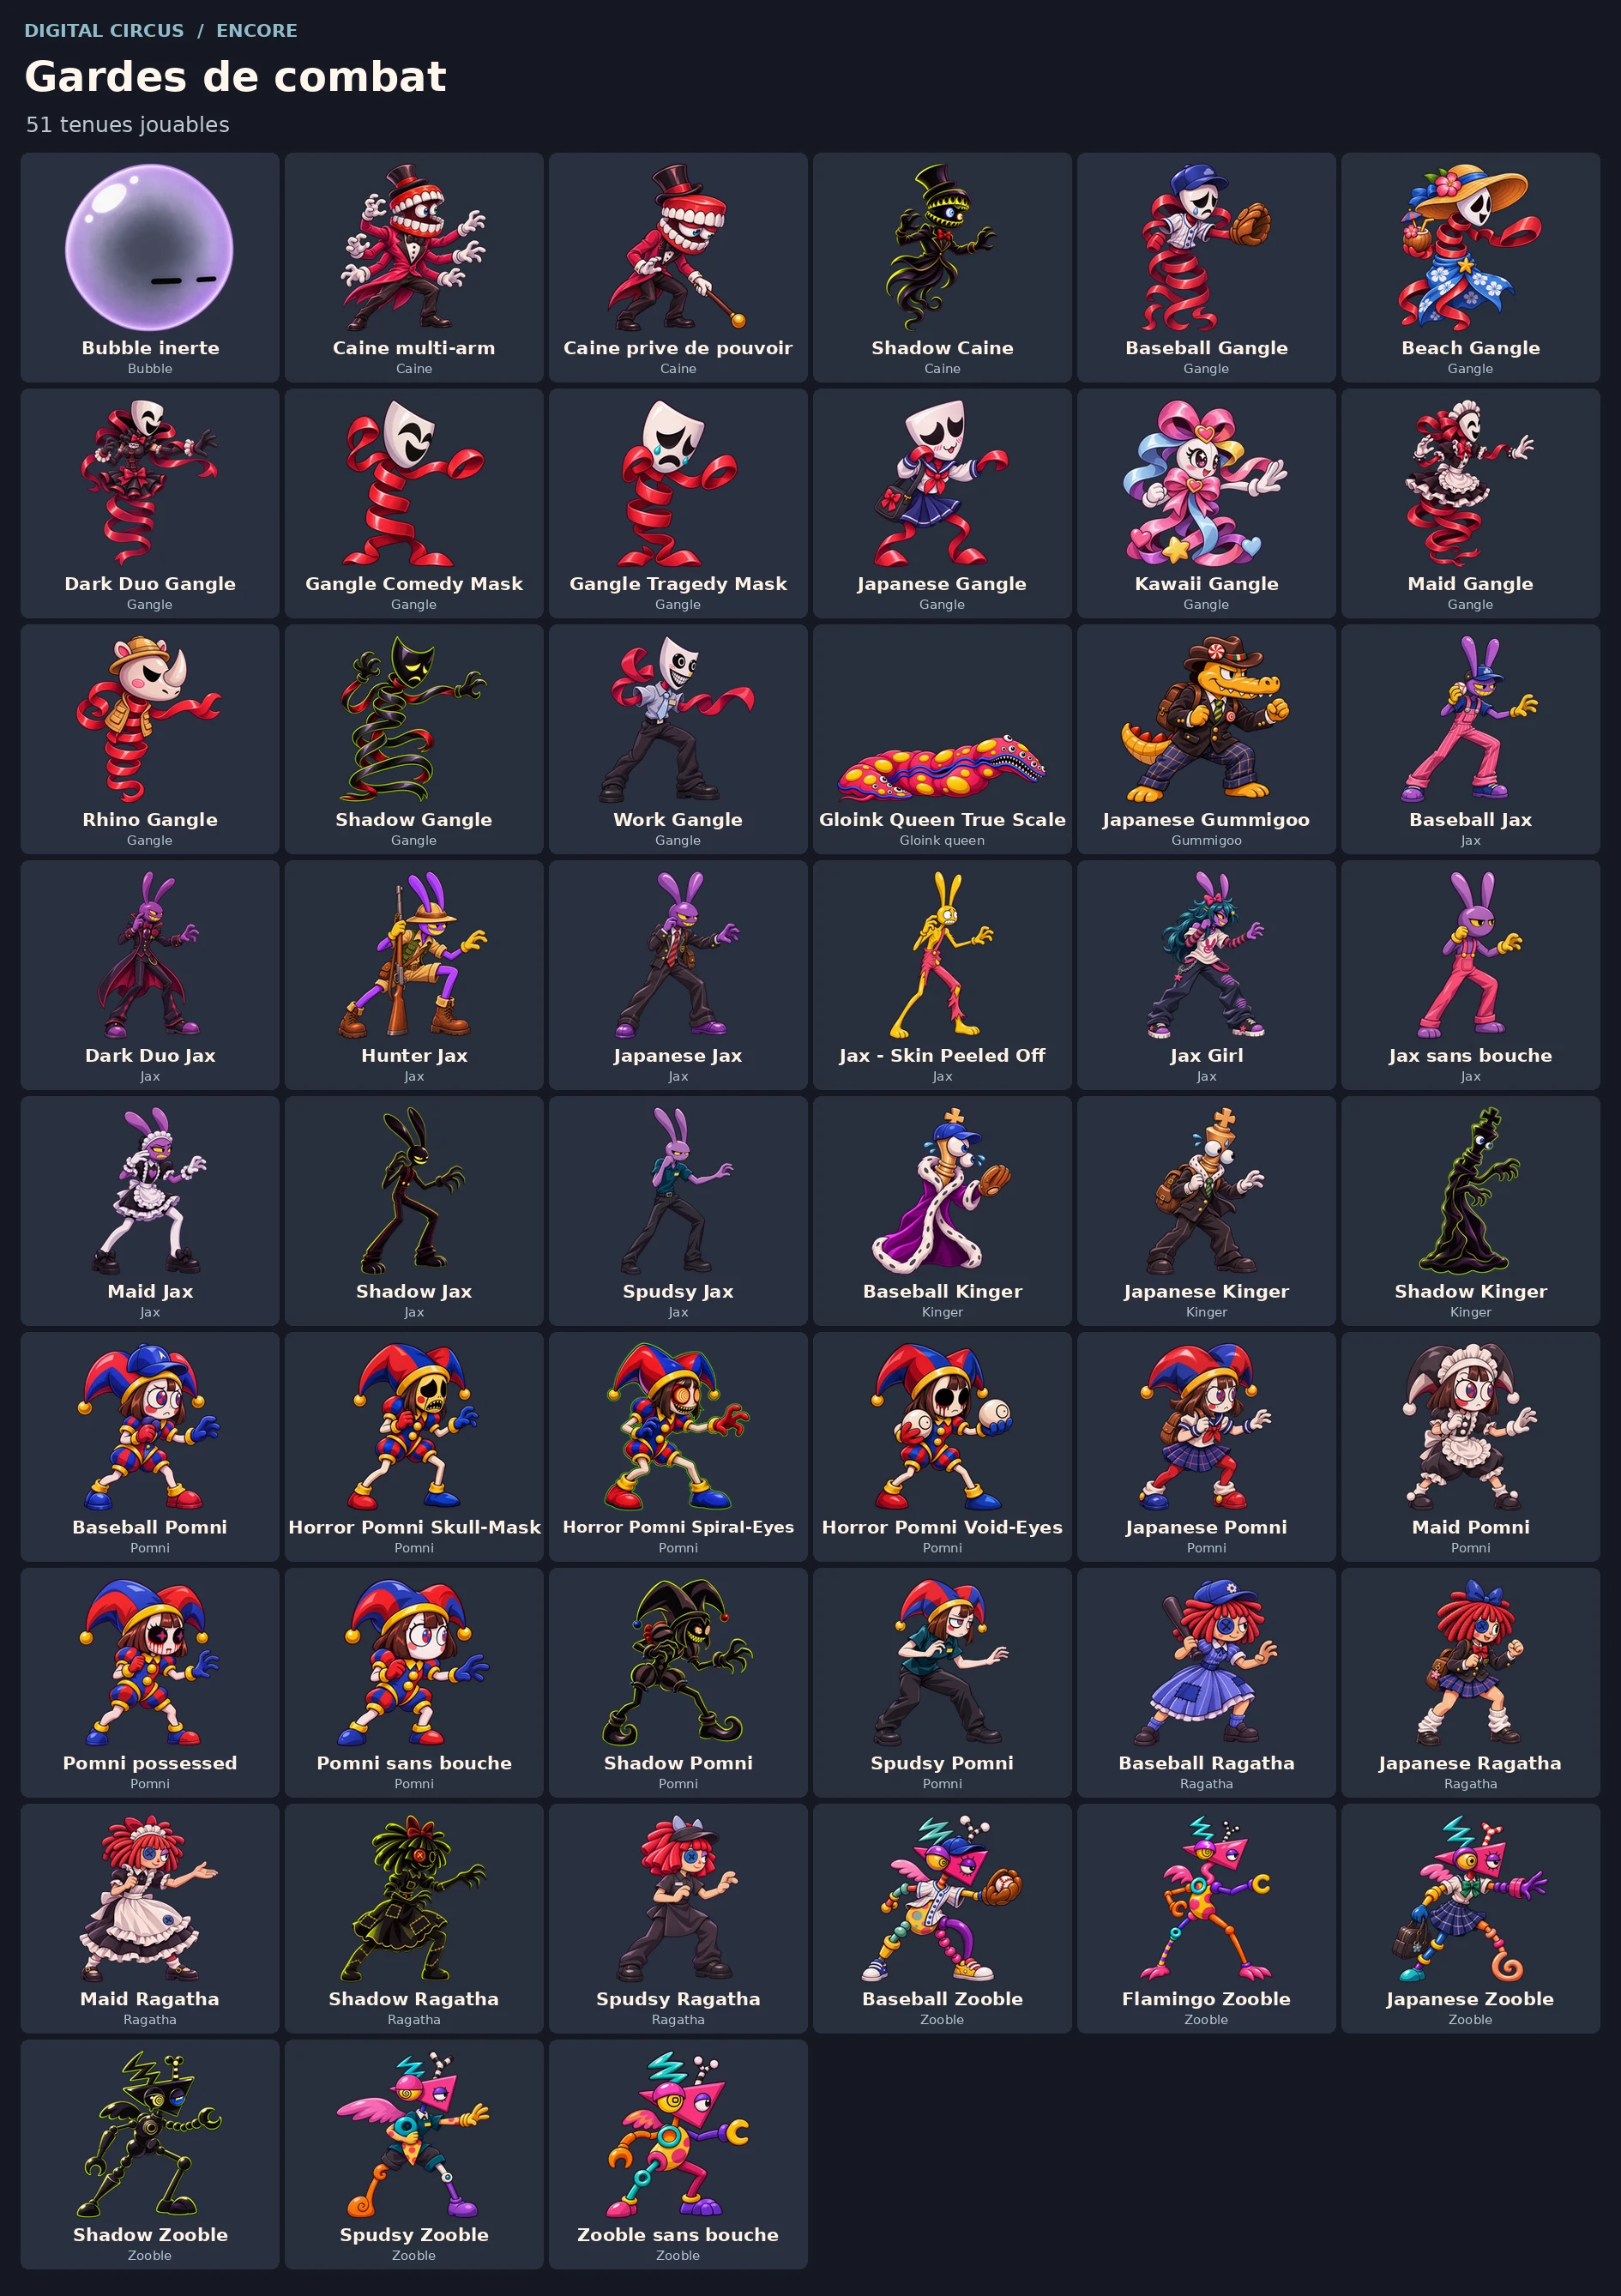 DIGITAL CIRCUS / ENCORE
Gardes de combat
51 tenues jouables
Bubble inerte
Bubble
Caine multi-arm
Caine
Caine prive de pouvoir
Caine
Shadow Caine
Caine
Baseball Gangle
Gangle
Beach Gangle
Gangle
Dark Duo Gangle
Gangle
Gangle Comedy Mask
Gangle
Gangle Tragedy Mask
Gangle
Japanese Gangle
Gangle
Kawaii Gangle
Gangle
Maid Gangle
Gangle
Rhino Gangle
Gangle
Shadow Gangle
Gangle
Work Gangle
Gangle
Gloink Queen True Scale
Gloink queen
Japanese Gummigoo
Gummigoo
Baseball Jax
Jax
Dark Duo Jax
Jax
Hunter Jax
Jax
Japanese Jax
Jax
Jax - Skin Peeled Off
Jax
Jax Girl
Jax
Jax sans bouche
Jax
Maid Jax
Jax
Shadow Jax
Jax
Spudsy Jax
Jax
Baseball Kinger
Kinger
Japanese Kinger
Kinger
Shadow Kinger
Kinger
Baseball Pomni
Pomni
Horror Pomni Skull-Mask
Pomni
Horror Pomni Spiral-Eyes
Pomni
Horror Pomni Void-Eyes
Pomni
Japanese Pomni
Pomni
Maid Pomni
Pomni
Pomni possessed
Pomni
Pomni sans bouche
Pomni
Shadow Pomni
Pomni
Spudsy Pomni
Pomni
Baseball Ragatha
Ragatha
Japanese Ragatha
Ragatha
Maid Ragatha
Ragatha
Shadow Ragatha
Ragatha
Spudsy Ragatha
Ragatha
Baseball Zooble
Zooble
Flamingo Zooble
Zooble
Japanese Zooble
Zooble
Shadow Zooble
Zooble
Spudsy Zooble
Zooble
Zooble sans bouche
Zooble